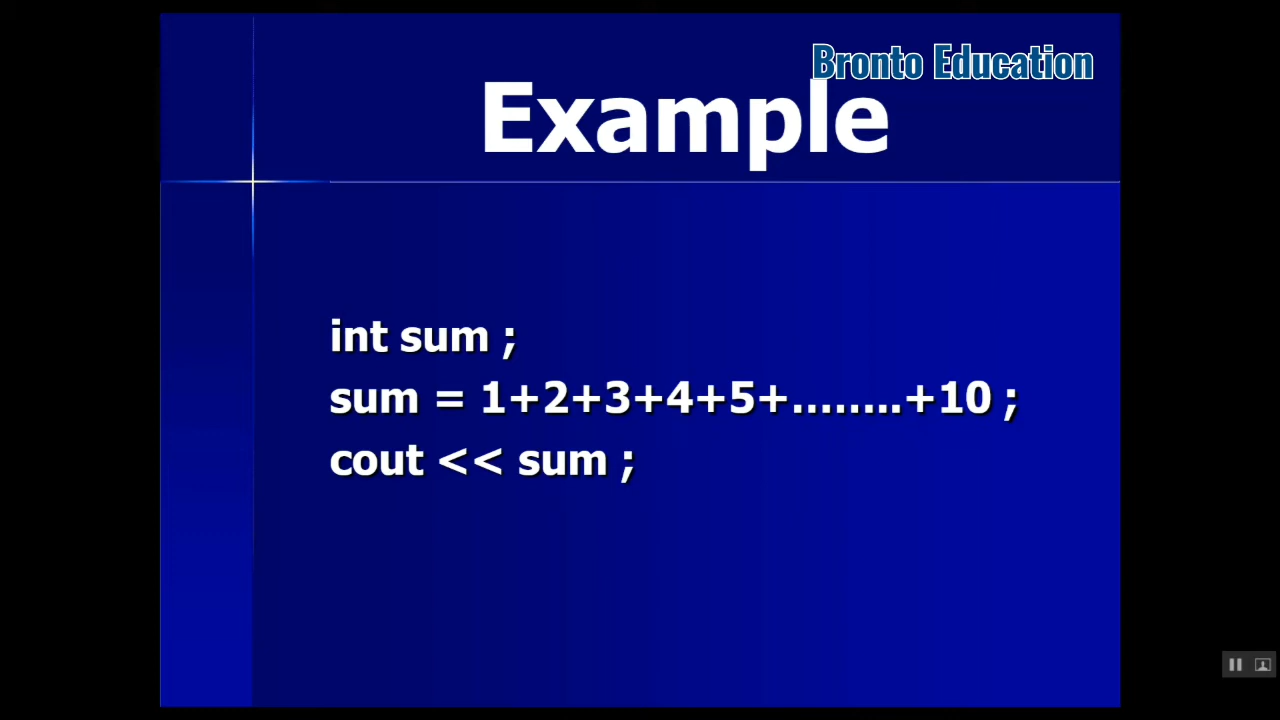 Bronto Education
Example
int sum ;
sum = 1+2+3+4+5+........+10 ;
cout << sum ;